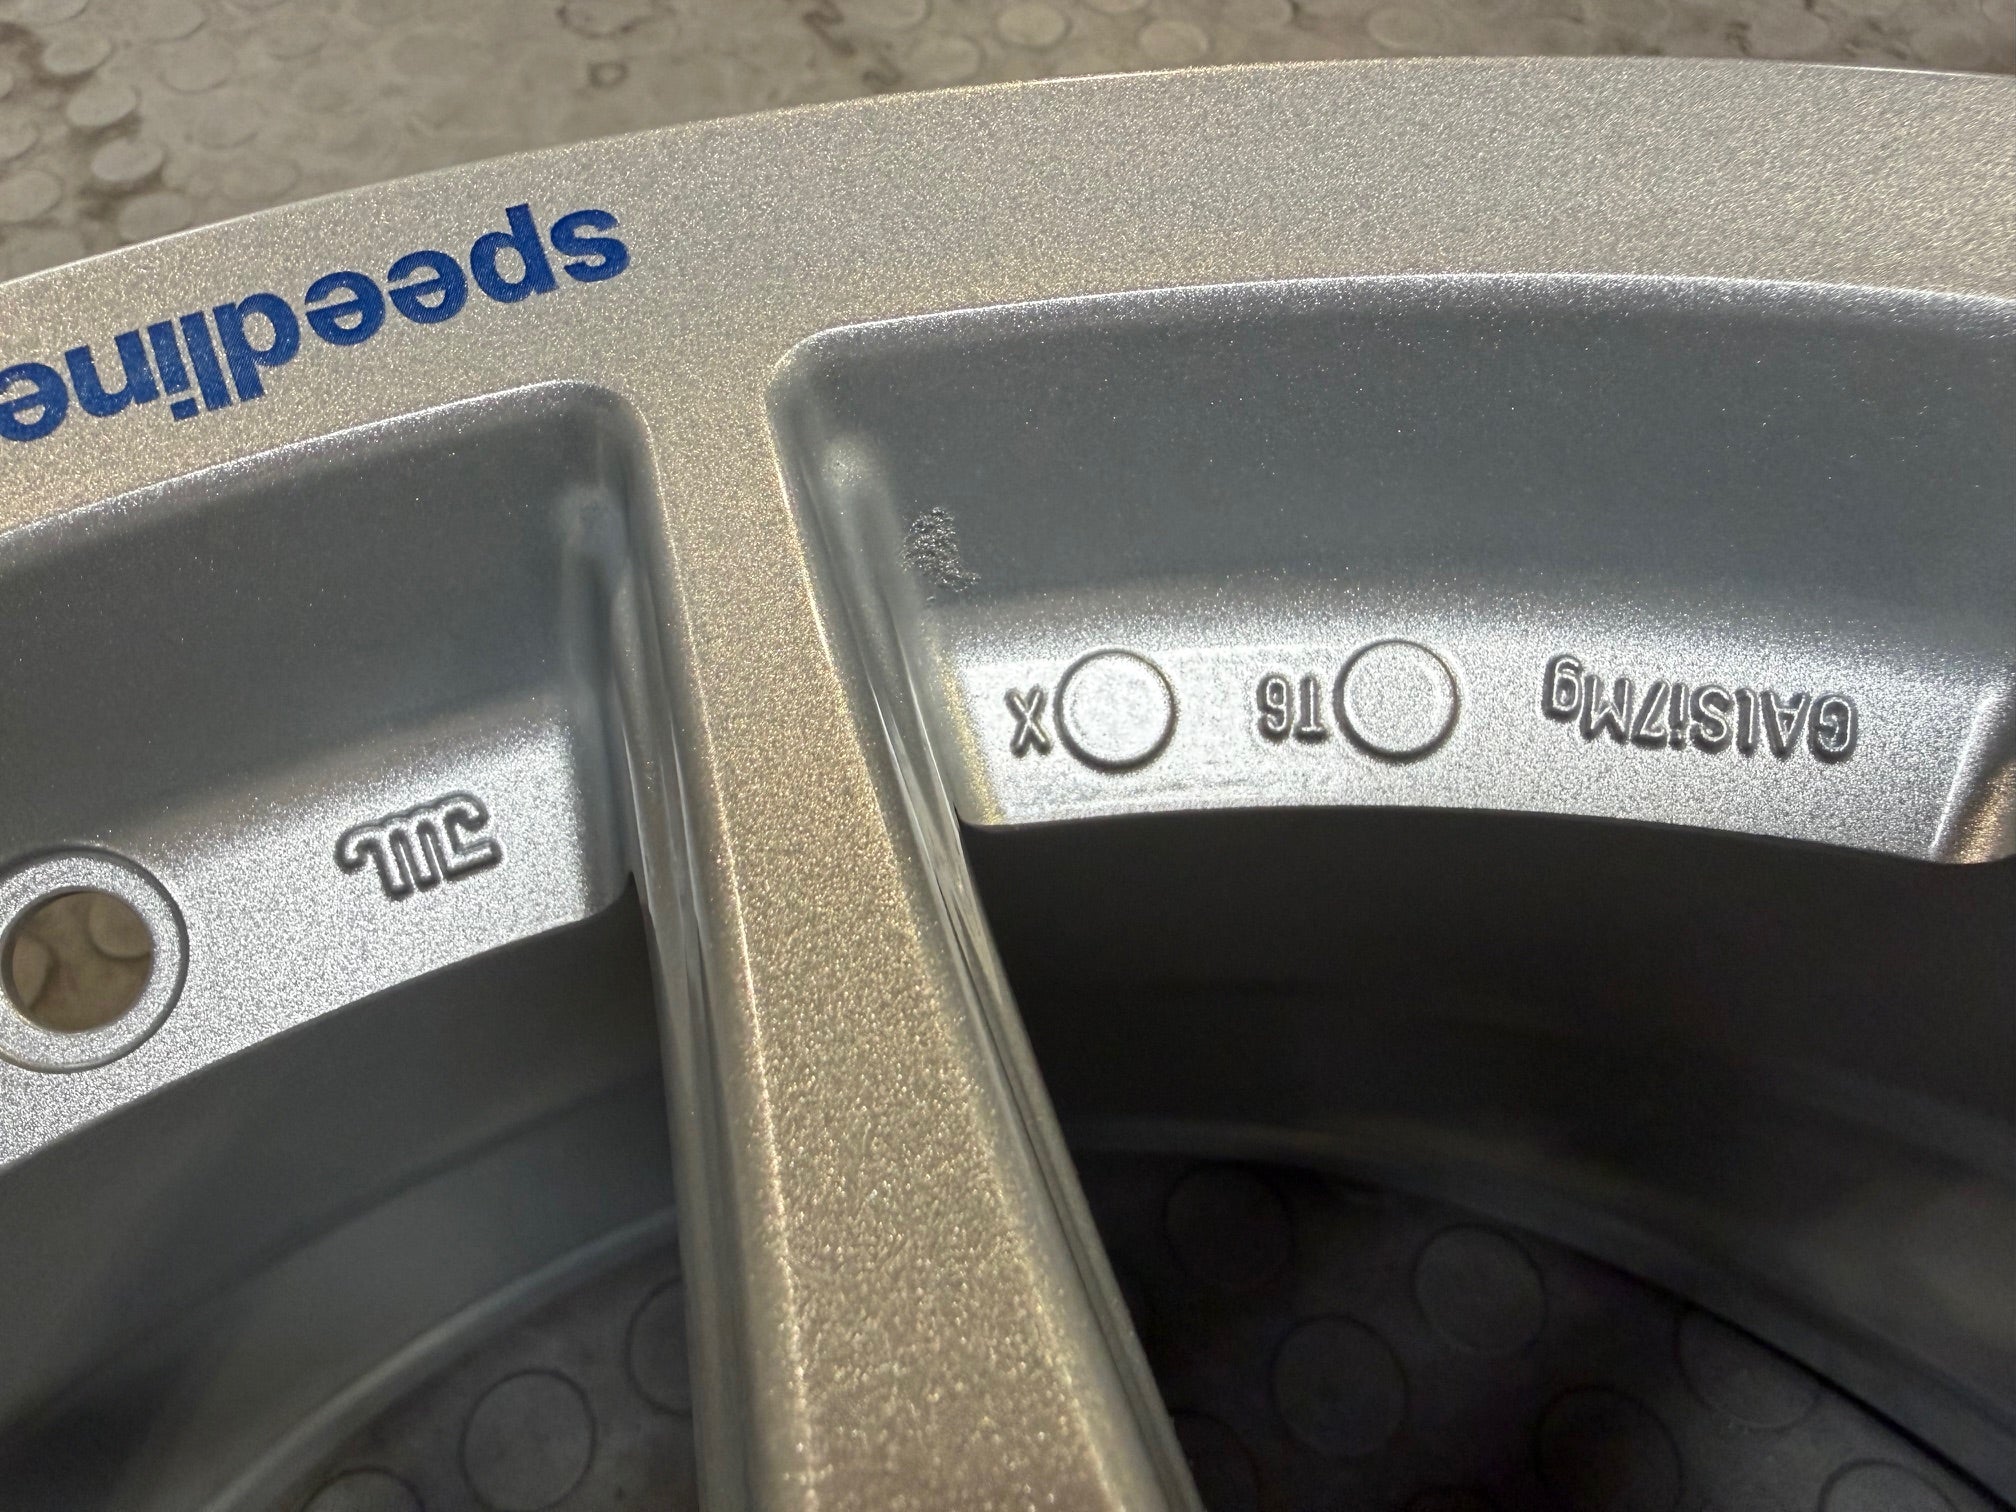 GAlSi7Mg T6 X
JWL
speedline